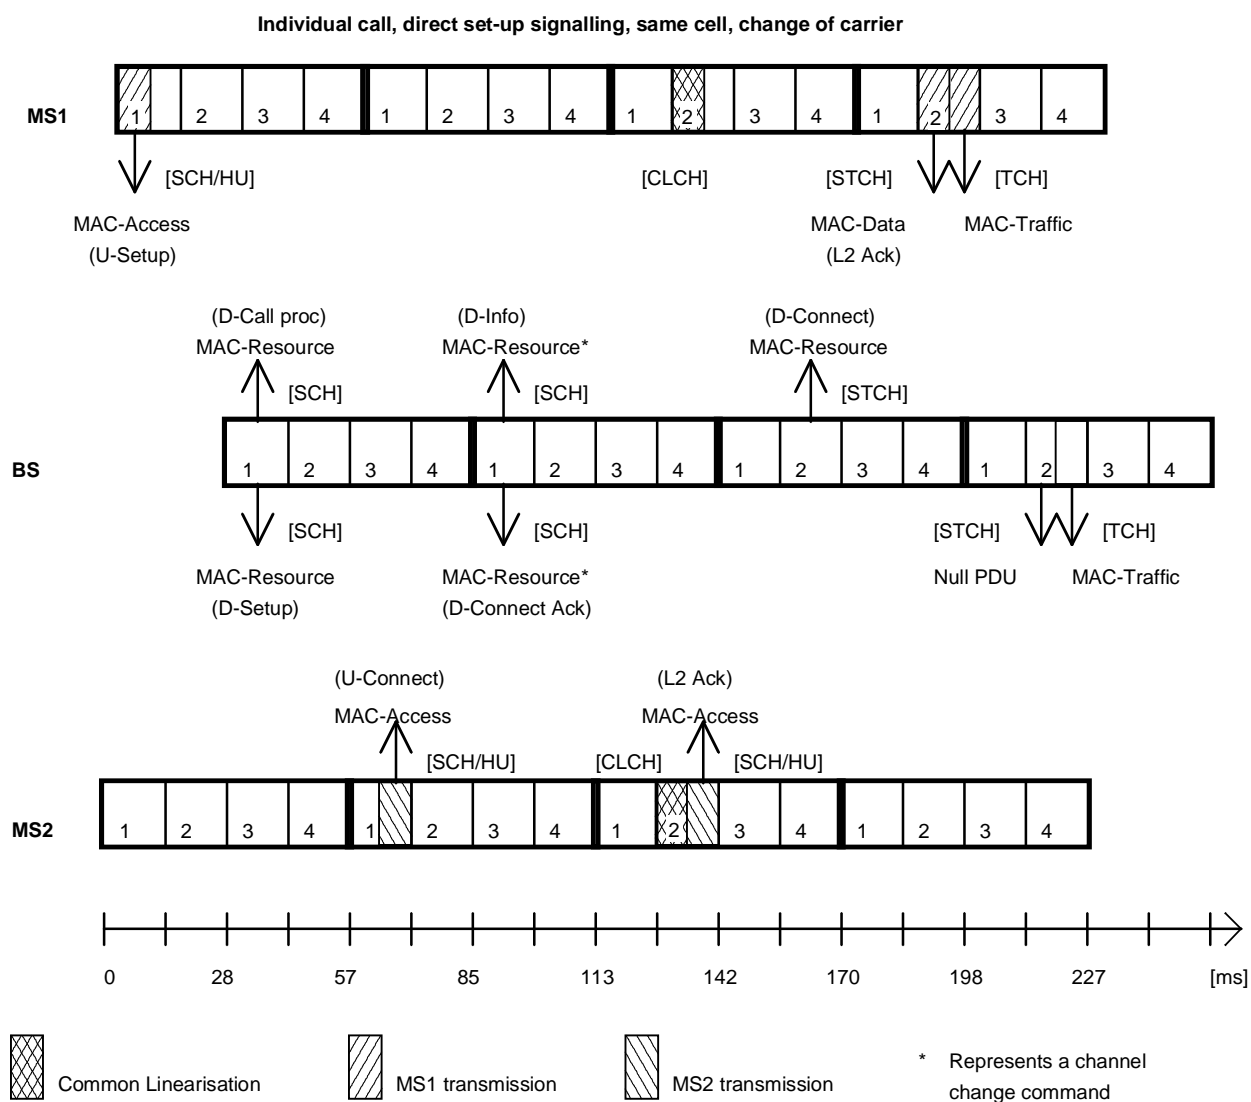 Individual call, direct set-up signalling, same cell, change of carrier
MS1
1 2 3 4 1 2 3 4 1 2 3 4 1 2 3 4
[SCH/HU] [CLCH] [STCH] [TCH]
MAC-Access MAC-Data MAC-Traffic
(U-Setup) (L2 Ack)
(D-Call proc) (D-Info) (D-Connect)
MAC-Resource MAC-Resource* MAC-Resource
[SCH] [SCH] [STCH]
BS
1 2 3 4 1 2 3 4 1 2 3 4 1 2 3 4
[SCH] [SCH] [STCH] [TCH]
MAC-Resource MAC-Resource* Null PDU MAC-Traffic
(D-Setup) (D-Connect Ack)
(U-Connect) (L2 Ack)
MAC-Access MAC-Access
[SCH/HU] [CLCH] [SCH/HU]
MS2
1 2 3 4 1 2 3 4 1 2 3 4 1 2 3 4
0 28 57 85 113 142 170 198 227 [ms]
Common Linearisation MS1 transmission MS2 transmission * Represents a channel
change command